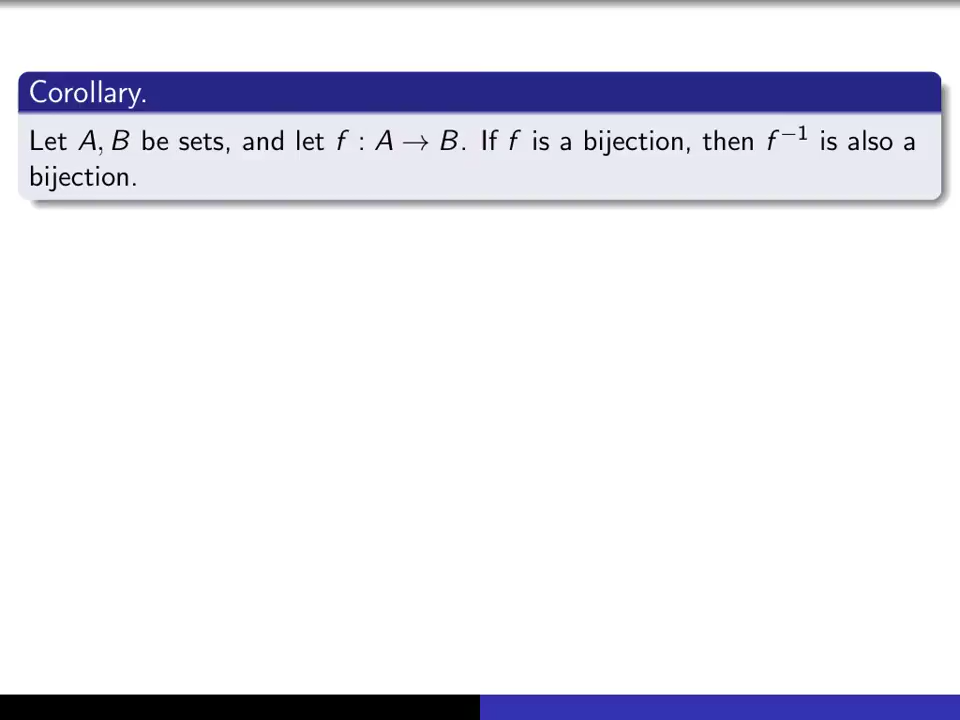 Corollary.
Let A, B be sets, and let f : A → B. If f is a bijection, then f⁻¹ is also a
bijection.